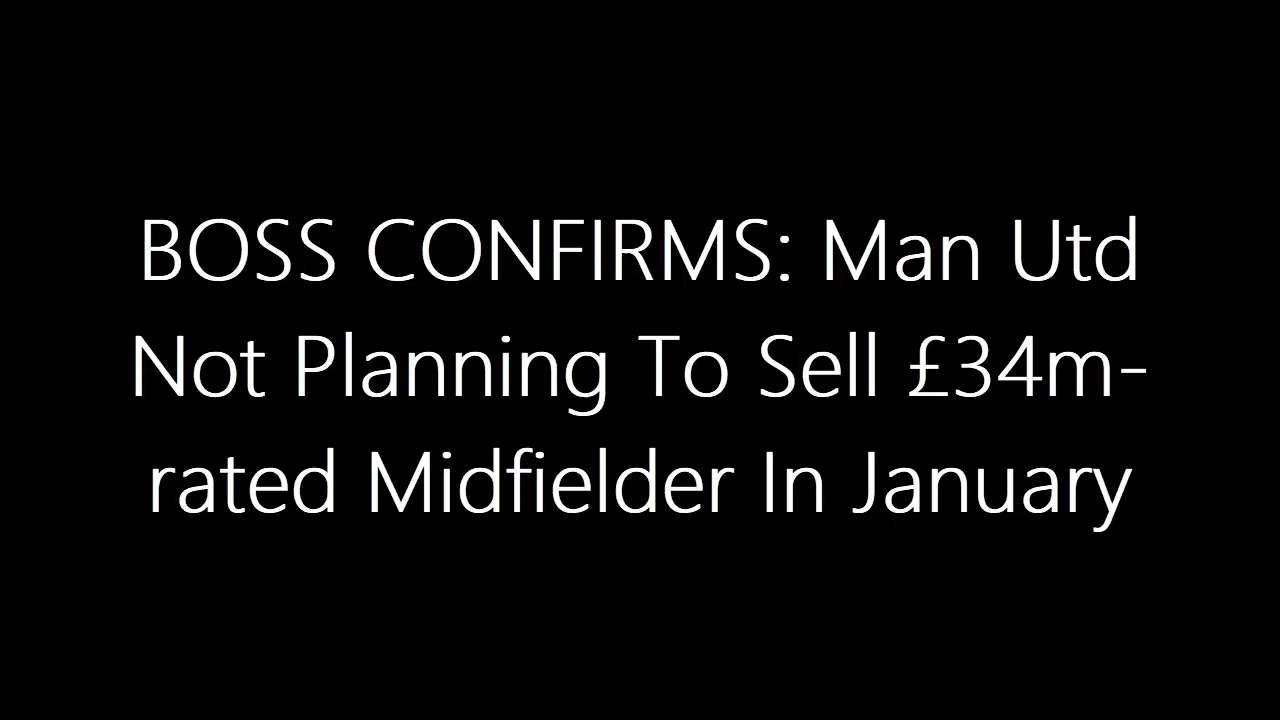 BOSS CONFIRMS: Man Utd
Not Planning To Sell £34m-
rated Midfielder In January